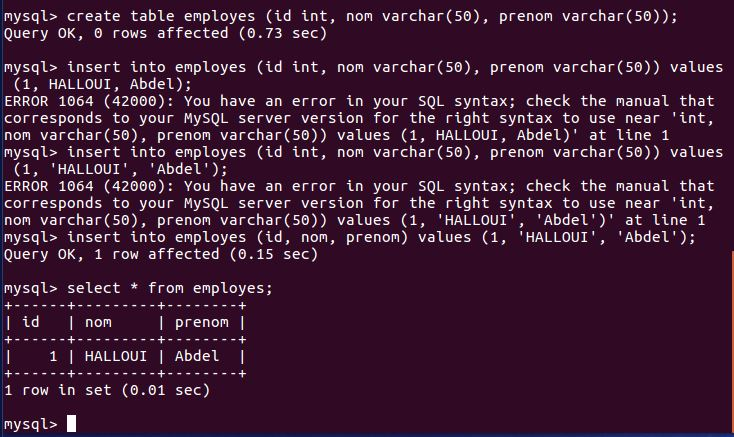 mysql> create table employes (id int, nom varchar(50), prenom varchar(50));
Query OK, 0 rows affected (0.73 sec)
mysql> insert into employes (id int, nom varchar(50), prenom varchar(50)) values
(1, HALLOUI, Abdel);
ERROR 1064 (42000): You have an error in your SQL syntax; check the manual that
corresponds to your MySQL server version for the right syntax to use near 'int,
nom varchar(50), prenom varchar(50)) values (1, HALLOUI, Abdel)' at line 1
mysql> insert into employes (id int, nom varchar(50), prenom varchar(50)) values
(1, 'HALLOUI', 'Abdel');
ERROR 1064 (42000): You have an error in your SQL syntax; check the manual that
corresponds to your MySQL server version for the right syntax to use near 'int,
nom varchar(50), prenom varchar(50)) values (1, 'HALLOUI', 'Abdel')' at line 1
mysql> insert into employes (id, nom, prenom) values (1, 'HALLOUI', 'Abdel');
Query OK, 1 row affected (0.15 sec)
mysql> select * from employes;
+------+---------+--------+
| id   | nom     | prenom |
+------+---------+--------+
|    1 | HALLOUI | Abdel  |
+------+---------+--------+
1 row in set (0.01 sec)
mysql>